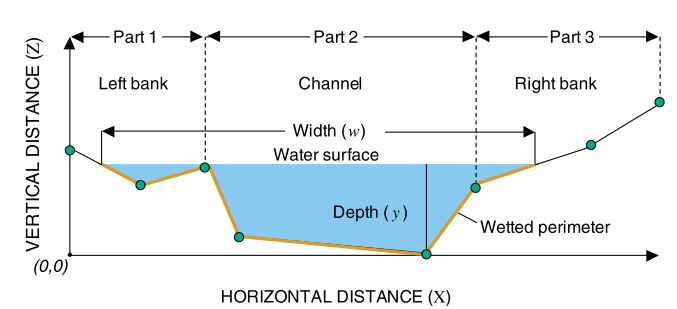 Part 1
Part 2
Part 3
Left bank
Channel
Right bank
Width (w)
Water surface
Depth (y)
Wetted perimeter
VERTICAL DISTANCE (Z)
(0,0)
HORIZONTAL DISTANCE (X)